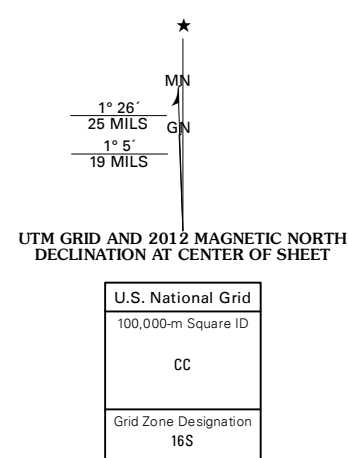 MN
1° 26´
25 MILS
GN
1° 5´
19 MILS
UTM GRID AND 2012 MAGNETIC NORTH
DECLINATION AT CENTER OF SHEET
U.S. National Grid
100,000-m Square ID
CC
Grid Zone Designation
16S